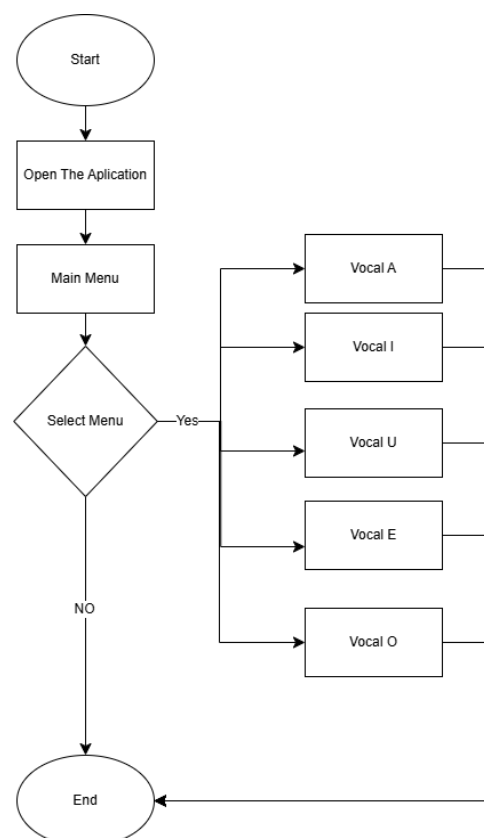 Start
Open The Aplication
Main Menu
Select Menu
Yes
NO
Vocal A
Vocal I
Vocal U
Vocal E
Vocal O
End